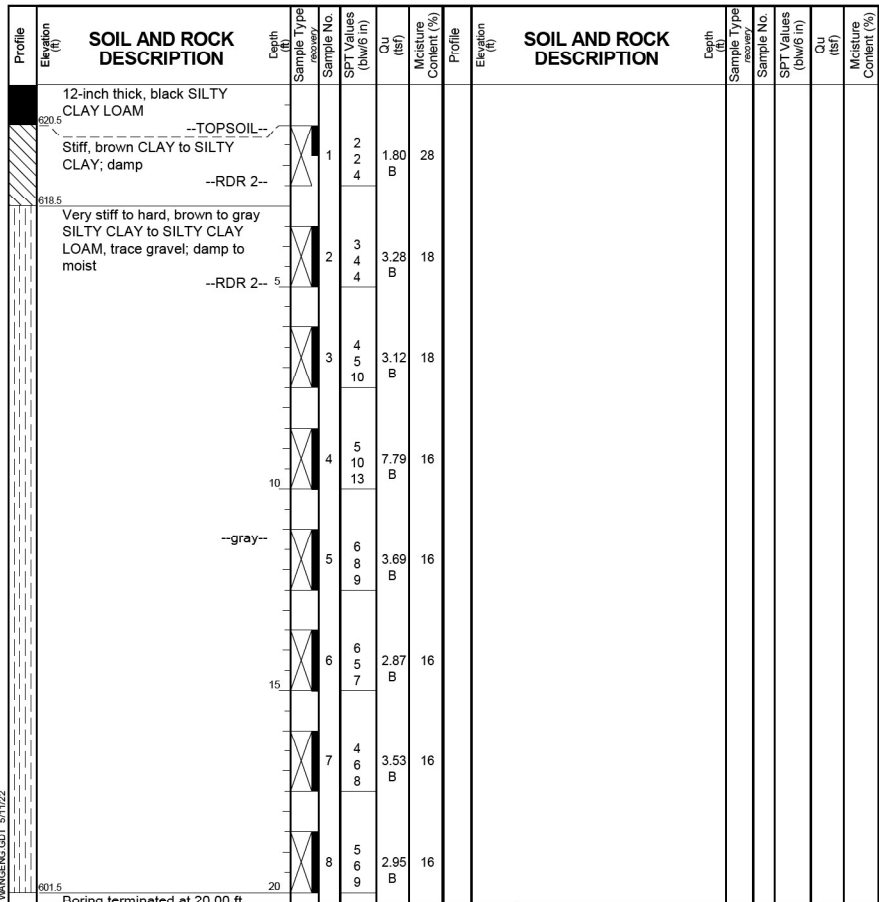 Profile
Elevation
(ft)
SOIL AND ROCK
DESCRIPTION
Depth
(ft)
Sample Type
recovery
Sample No.
SPT Values
(blw/6 in)
Qu
(tsf)
Moisture
Content (%)
Profile
Elevation
(ft)
SOIL AND ROCK
DESCRIPTION
Depth
(ft)
Sample Type
recovery
Sample No.
SPT Values
(blw/6 in)
Qu
(tsf)
Moisture
Content (%)
12-inch thick, black SILTY
CLAY LOAM
620.5
--TOPSOIL--
Stiff, brown CLAY to SILTY
CLAY; damp
--RDR 2--
1
2
2
4
1.80
B
28
618.5
Very stiff to hard, brown to gray
SILTY CLAY to SILTY CLAY
LOAM, trace gravel; damp to
moist
--RDR 2--
5
2
3
4
4
3.28
B
18
3
4
5
10
3.12
B
18
10
4
5
10
13
7.79
B
16
--gray--
5
6
8
9
3.69
B
16
15
6
6
5
7
2.87
B
16
7
4
6
8
3.53
B
16
8
5
6
9
2.95
B
16
601.5
20
Boring terminated at 20.00 ft
WANGENG.GDT 5/11/22